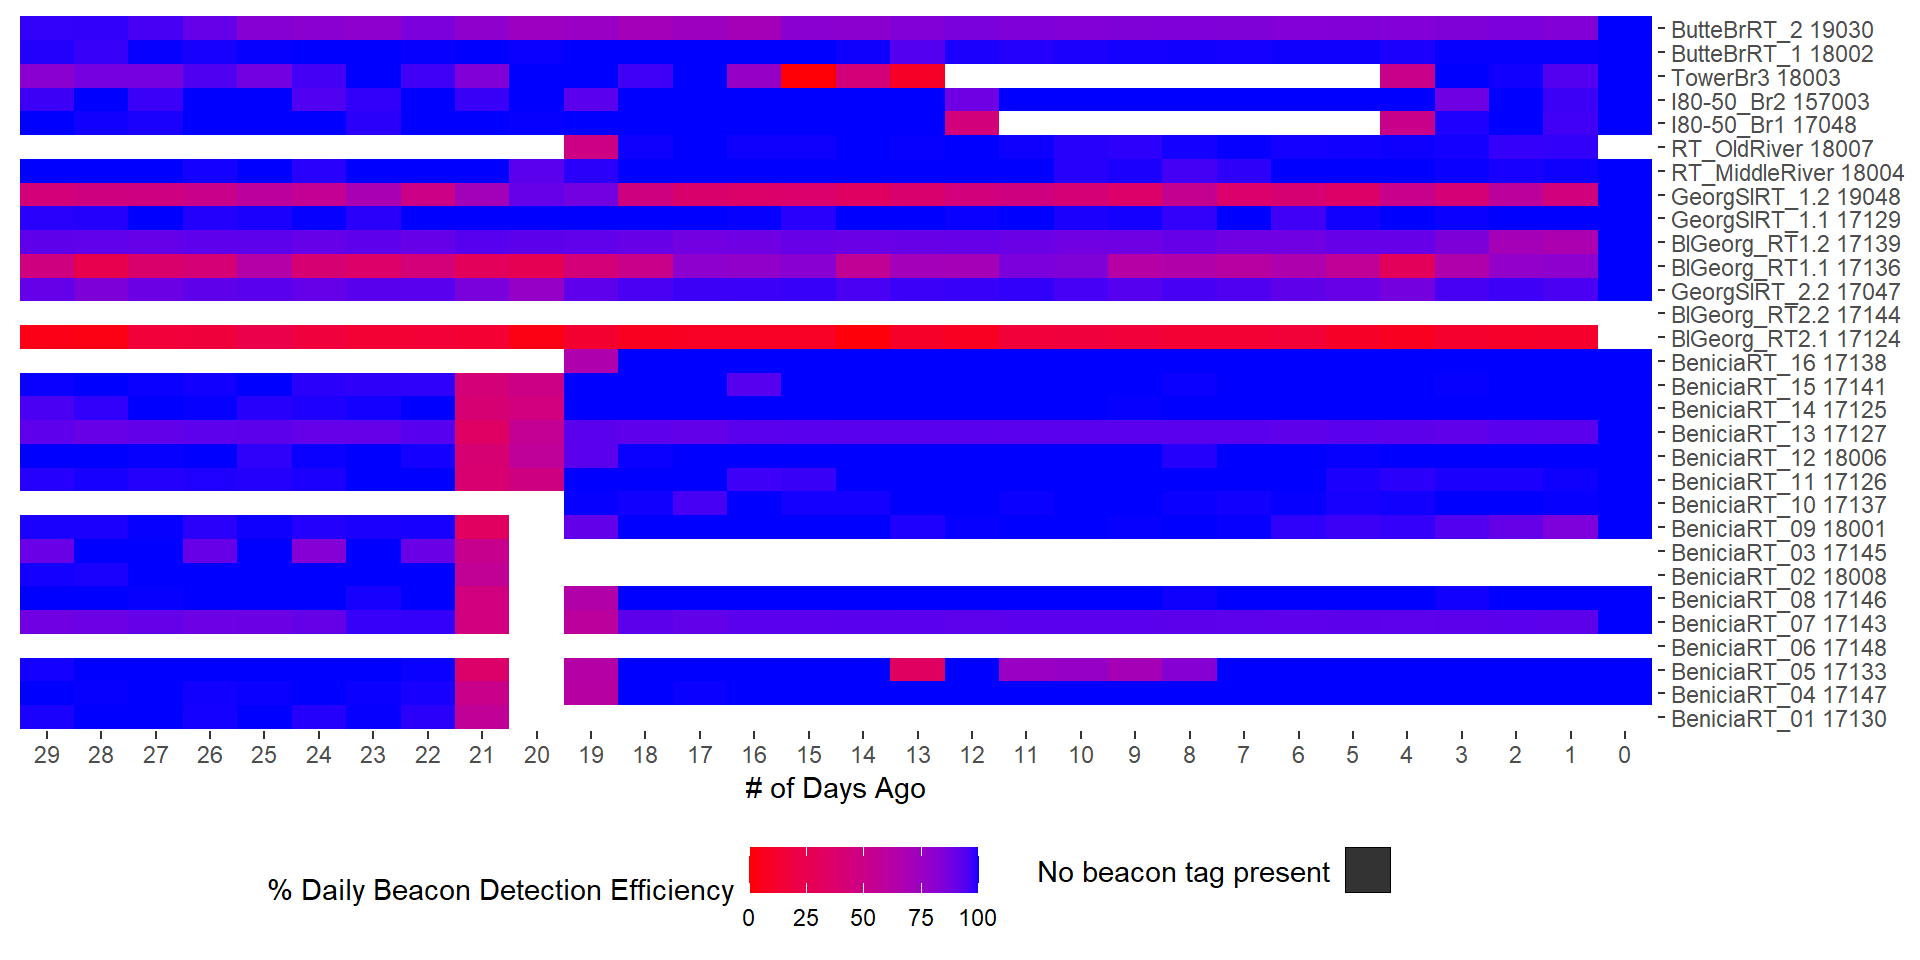 ButteBrRT_2 19030
ButteBrRT_1 18002
TowerBr3 18003
I80-50_Br2 157003
I80-50_Br1 17048
RT_OldRiver 18007
RT_MiddleRiver 18004
GeorgSlRT_1.2 19048
GeorgSlRT_1.1 17129
BlGeorg_RT1.2 17139
BlGeorg_RT1.1 17136
GeorgSlRT_2.2 17047
BlGeorg_RT2.2 17144
BlGeorg_RT2.1 17124
BeniciaRT_16 17138
BeniciaRT_15 17141
BeniciaRT_14 17125
BeniciaRT_13 17127
BeniciaRT_12 18006
BeniciaRT_11 17126
BeniciaRT_10 17137
BeniciaRT_09 18001
BeniciaRT_03 17145
BeniciaRT_02 18008
BeniciaRT_08 17146
BeniciaRT_07 17143
BeniciaRT_06 17148
BeniciaRT_05 17133
BeniciaRT_04 17147
BeniciaRT_01 17130
29 28 27 26 25 24 23 22 21 20 19 18 17 16 15 14 13 12 11 10 9 8 7 6 5 4 3 2 1 0
# of Days Ago
% Daily Beacon Detection Efficiency
0 25 50 75 100
No beacon tag present